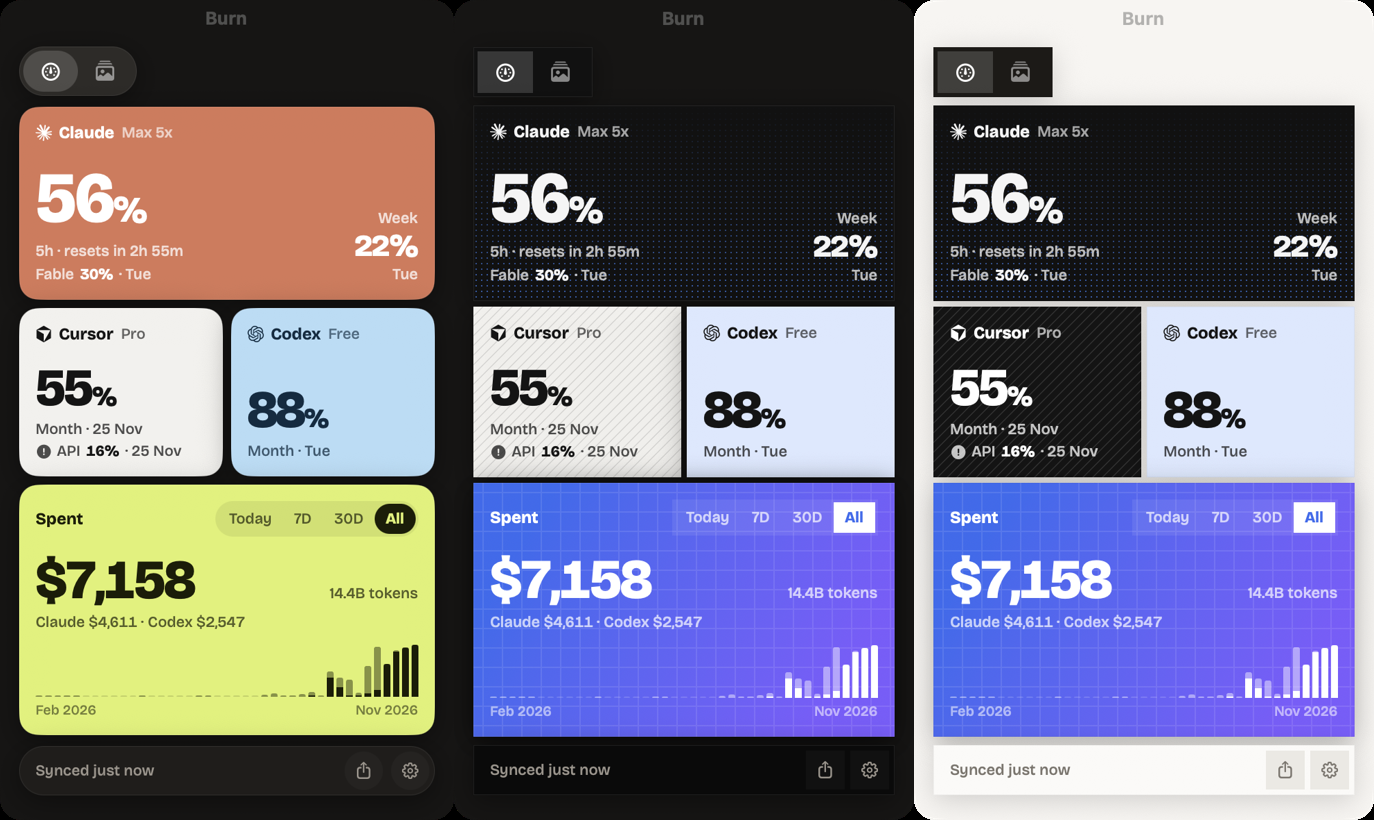 Burn
Claude Max 5x
56%
Week
5h · resets in 2h 55m
22%
Fable 30% · Tue
Tue
Cursor Pro
55%
Month · 25 Nov
API 16% · 25 Nov
Codex Free
88%
Month · Tue
Spent
Today 7D 30D All
$7,158
14.4B tokens
Claude $4,611 · Codex $2,547
Feb 2026
Nov 2026
Synced just now
Burn
Claude Max 5x
56%
Week
5h · resets in 2h 55m
22%
Fable 30% · Tue
Tue
Cursor Pro
55%
Month · 25 Nov
API 16% · 25 Nov
Codex Free
88%
Month · Tue
Spent
Today 7D 30D All
$7,158
14.4B tokens
Claude $4,611 · Codex $2,547
Feb 2026
Nov 2026
Synced just now
Burn
Claude Max 5x
56%
Week
5h · resets in 2h 55m
22%
Fable 30% · Tue
Tue
Cursor Pro
55%
Month · 25 Nov
API 16% · 25 Nov
Codex Free
88%
Month · Tue
Spent
Today 7D 30D All
$7,158
14.4B tokens
Claude $4,611 · Codex $2,547
Feb 2026
Nov 2026
Synced just now